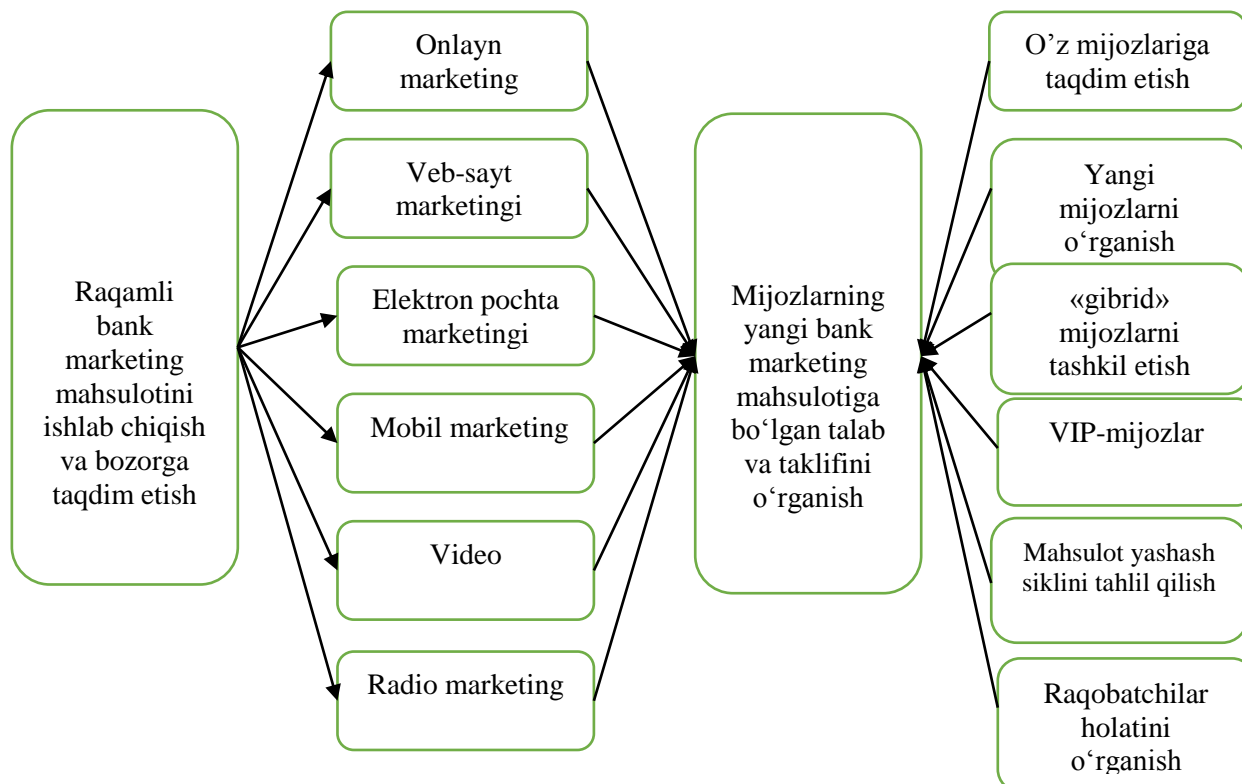 Raqamli
bank
marketing
mahsulotini
ishlab chiqish
va bozorga
taqdim etish
Onlayn
marketing
Veb-sayt
marketingi
Elektron pochta
marketingi
Mobil marketing
Video
Radio marketing
Mijozlarning
yangi bank
marketing
mahsulotiga
bo‘lgan talab
va taklifini
o‘rganish
O’z mijozlariga
taqdim etish
Yangi
mijozlarni
o‘rganish
«gibrid»
mijozlarni
tashkil etish
VIP-mijozlar
Mahsulot yashash
siklini tahlil qilish
Raqobatchilar
holatini
o‘rganish